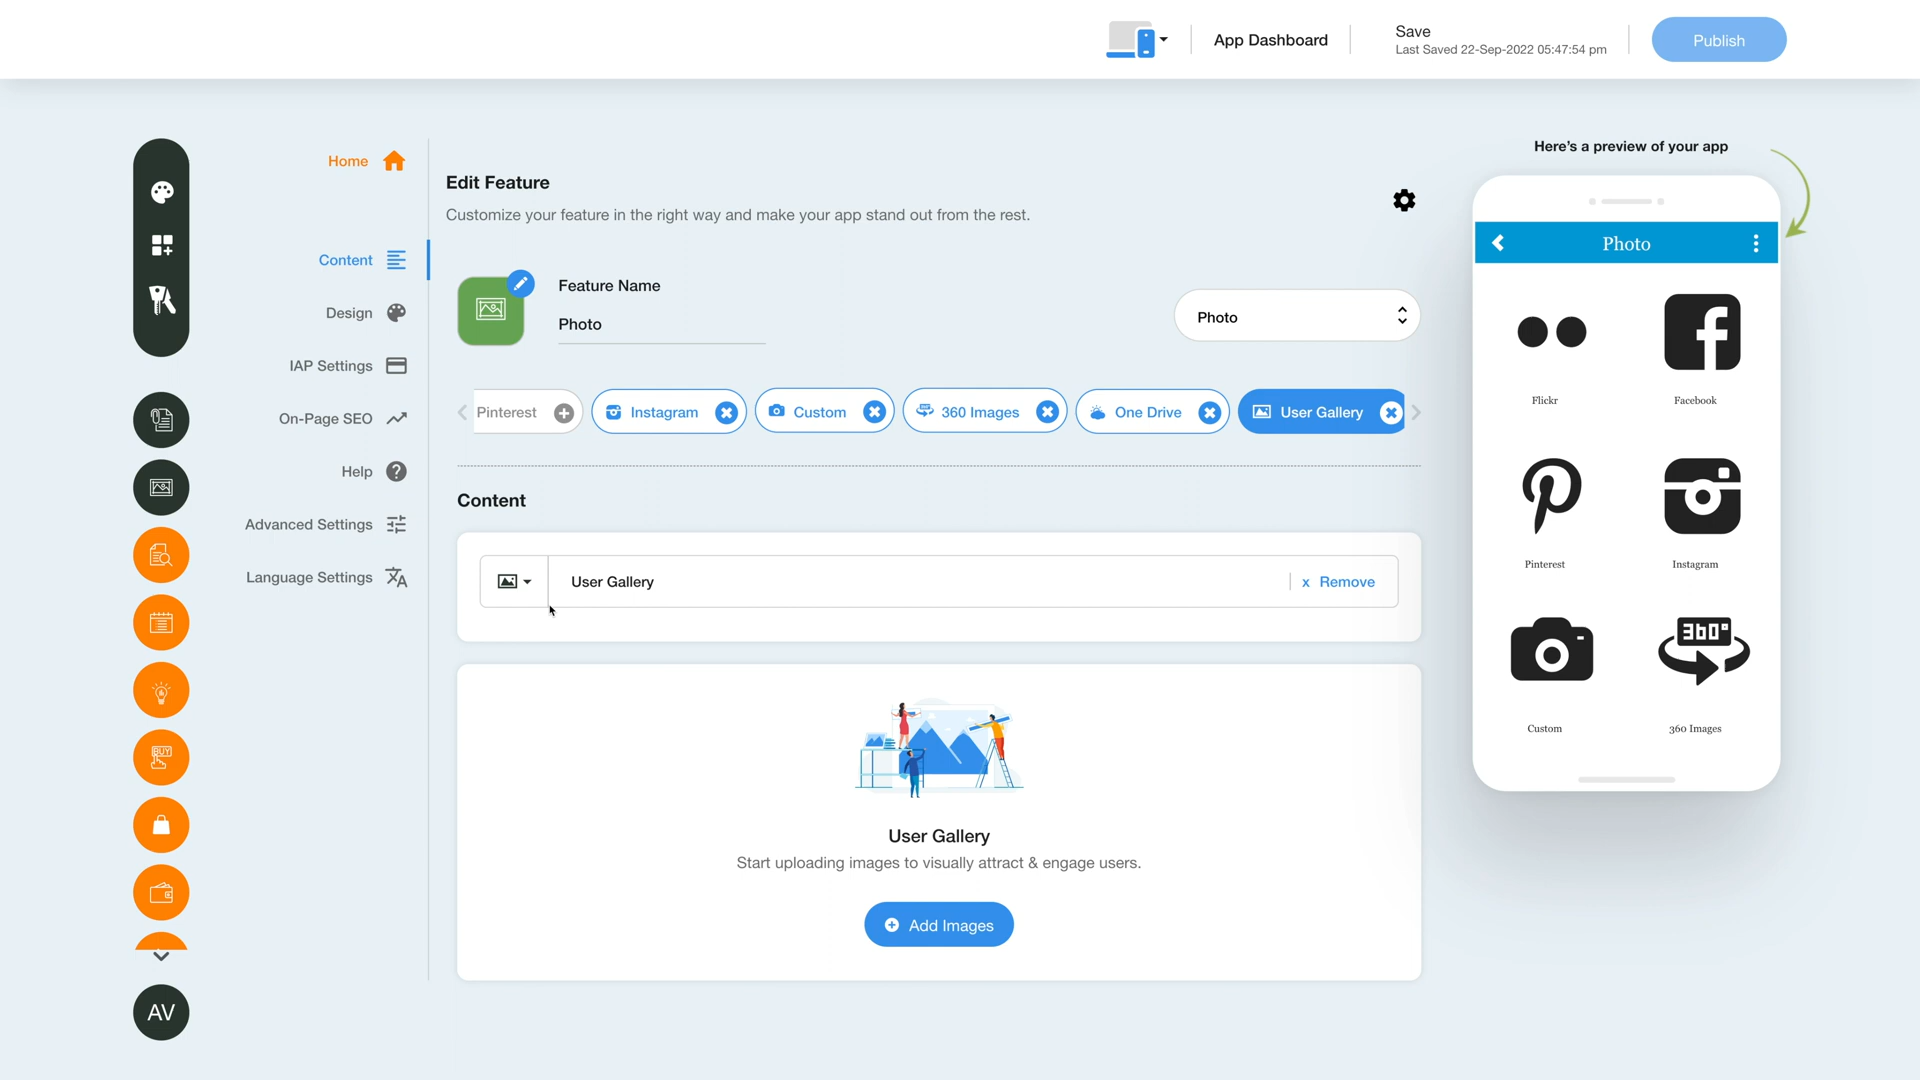 App Dashboard
Save
Last Saved 22-Sep-2022 05:47:54 pm
Publish
Home
Content
Design
IAP Settings
On-Page SEO
Help
Advanced Settings
Language Settings
BUY
AV
Edit Feature
Customize your feature in the right way and make your app stand out from the rest.
Feature Name
Photo
Photo
Pinterest
Instagram
Custom
360 Images
One Drive
User Gallery
Content
User Gallery
x Remove
User Gallery
Start uploading images to visually attract & engage users.
Add Images
Here's a preview of your app
Photo
Flickr
Facebook
Pinterest
Instagram
360°
Custom
360 Images